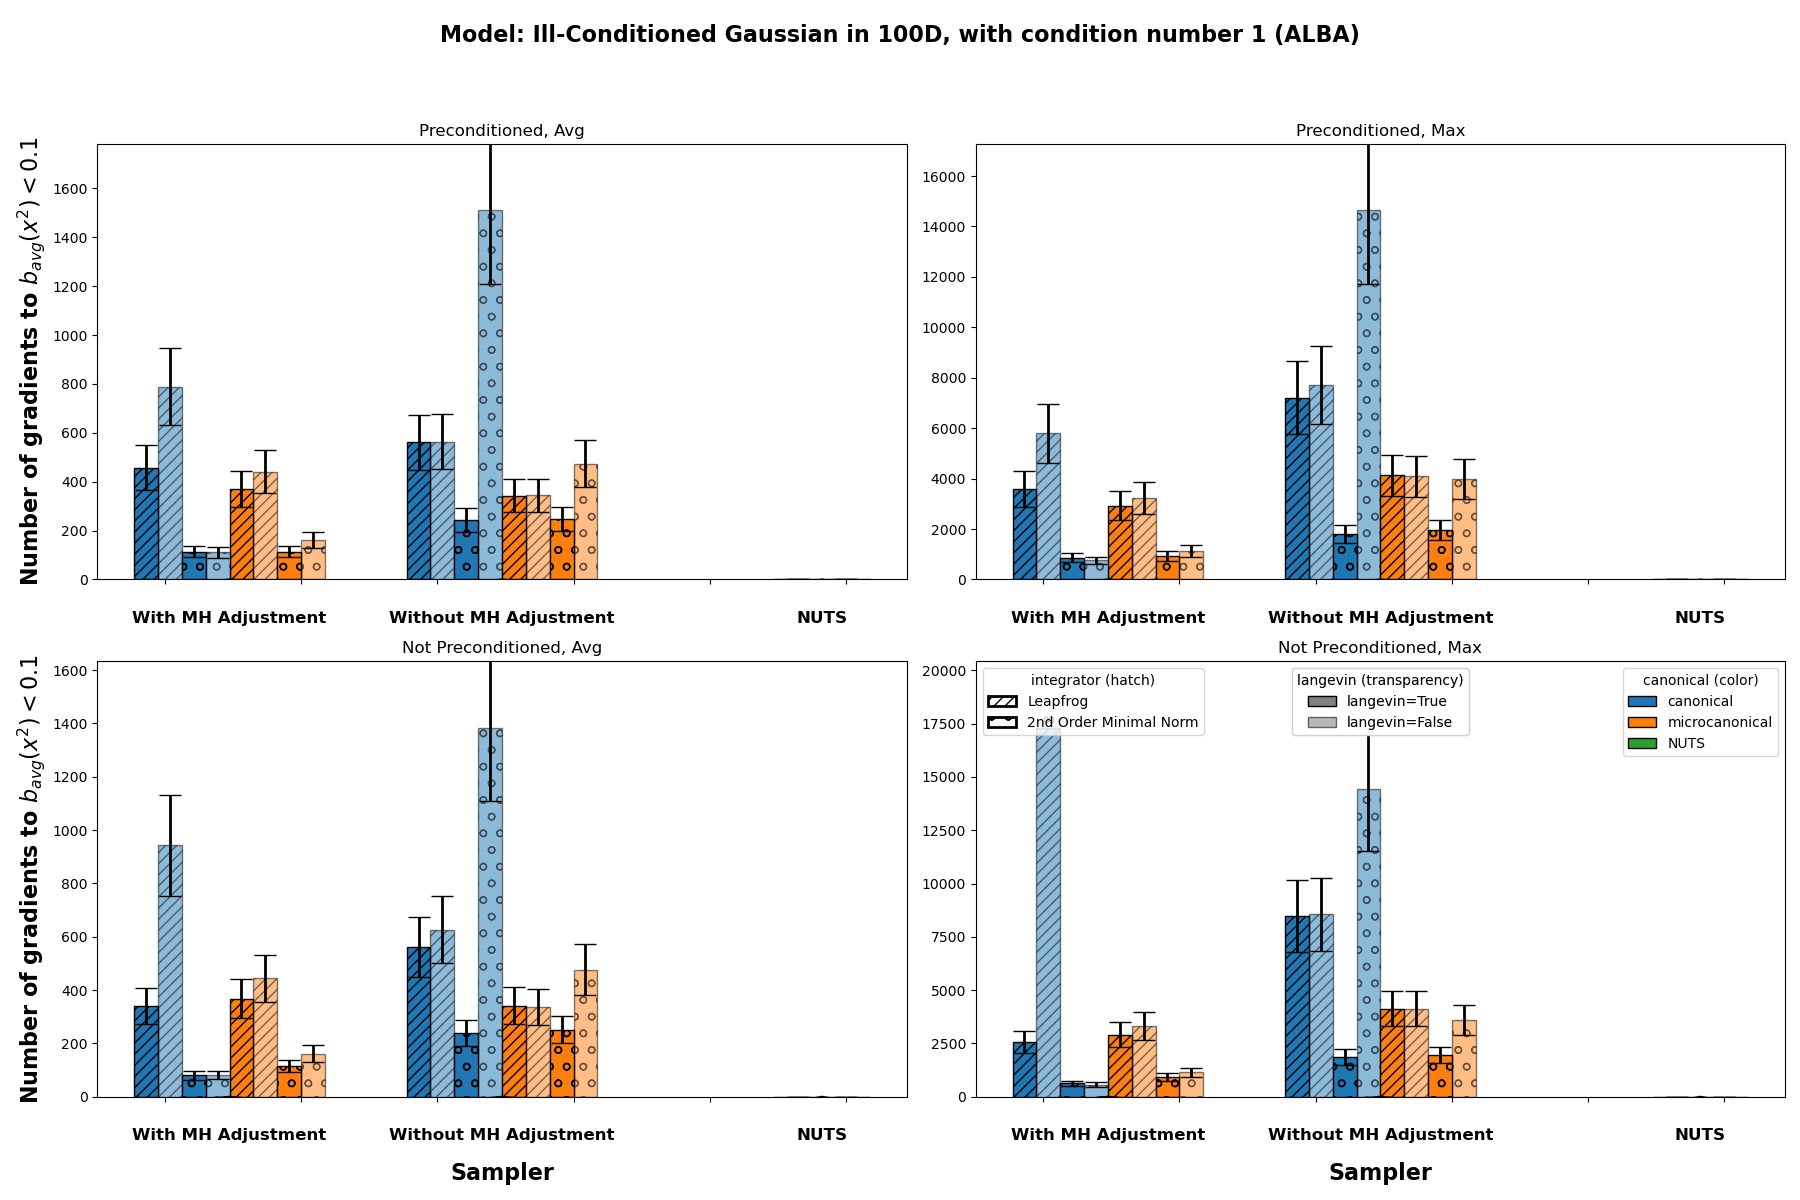 Model: Ill-Conditioned Gaussian in 100D, with condition number 1 (ALBA)
Preconditioned, Avg
Number of gradients to b_avg(x²) < 0.1
1600
1400
1200
1000
800
600
400
200
0
With MH Adjustment
Without MH Adjustment
NUTS
Preconditioned, Max
16000
14000
12000
10000
8000
6000
4000
2000
0
With MH Adjustment
Without MH Adjustment
NUTS
Not Preconditioned, Avg
Number of gradients to b_avg(x²) < 0.1
1600
1400
1200
1000
800
600
400
200
0
With MH Adjustment
Without MH Adjustment
NUTS
Sampler
Not Preconditioned, Max
20000
17500
15000
12500
10000
7500
5000
2500
0
integrator (hatch)
Leapfrog
2nd Order Minimal Norm
langevin (transparency)
langevin=True
langevin=False
canonical (color)
canonical
microcanonical
NUTS
With MH Adjustment
Without MH Adjustment
NUTS
Sampler